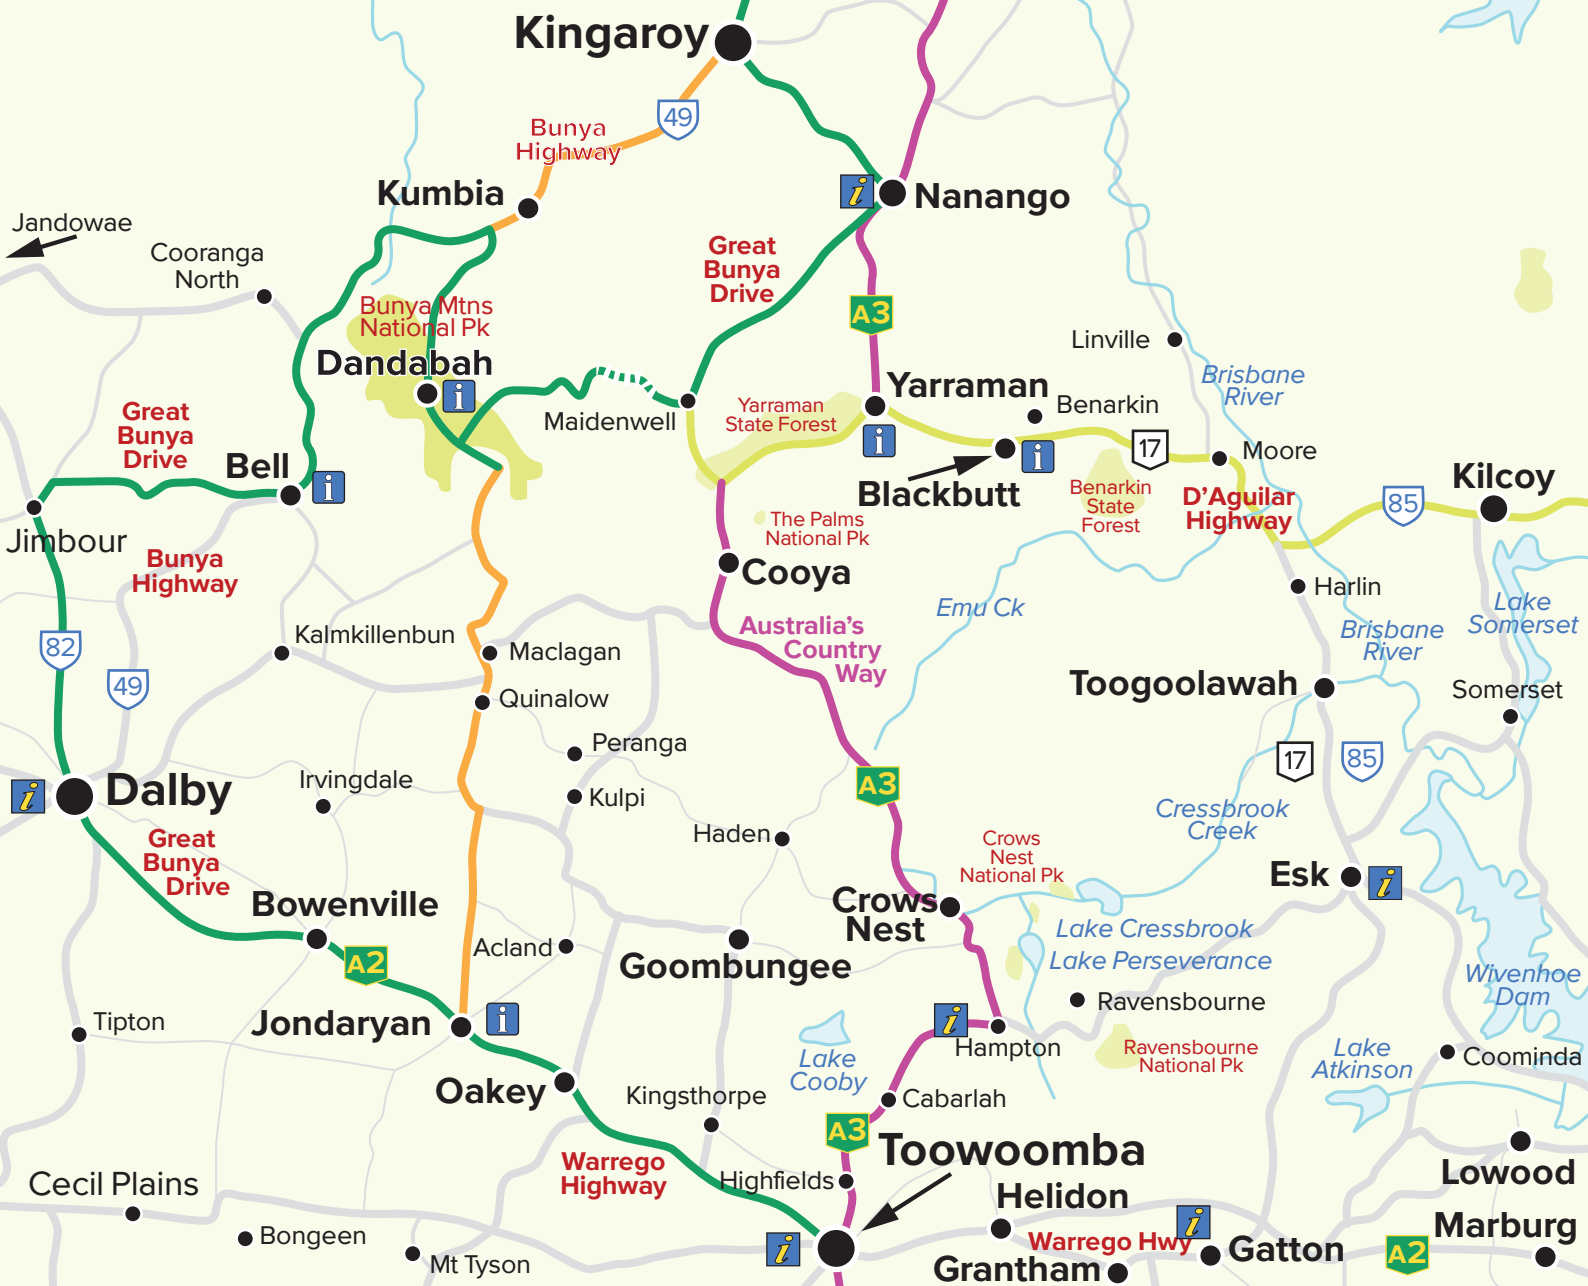 Kingaroy
49
Bunya
Highway
Kumbia
Nanango
Jandowae
Cooranga
North
Great
Bunya
Drive
Bunya Mtns
National Pk
A3
Linville
Dandabah
Brisbane
River
Yarraman
Benarkin
Maidenwell
Yarraman
State Forest
Great
Bunya
Drive
Bell
17
Moore
Blackbutt
Kilcoy
Benarkin
State
Forest
D'Aguilar
Highway
85
The Palms
National Pk
Jimbour
Bunya
Highway
Cooya
Harlin
Emu Ck
Lake
Somerset
Australia's
Country
Way
Brisbane
River
82
Kalmkillenbun
Maclagan
49
Quinalow
Toogoolawah
Somerset
Peranga
17
85
Dalby
Irvingdale
Kulpi
A3
Cressbrook
Creek
Great
Bunya
Drive
Haden
Crows
Nest
National Pk
Esk
Bowenville
Crows
Nest
Lake Cressbrook
Acland
Goombungee
Lake Perseverance
A2
Wivenhoe
Dam
Ravensbourne
Tipton
Jondaryan
Hampton
Ravensbourne
National Pk
Lake
Cooby
Lake
Atkinson
Coominda
Oakey
Kingsthorpe
Cabarlah
A3
Toowoomba
Warrego
Highway
Highfields
Lowood
Cecil Plains
Helidon
Marburg
Bongeen
Warrego Hwy
Gatton
A2
Mt Tyson
Grantham
i
i
i
i
i
i
i
i
i
i
i
i